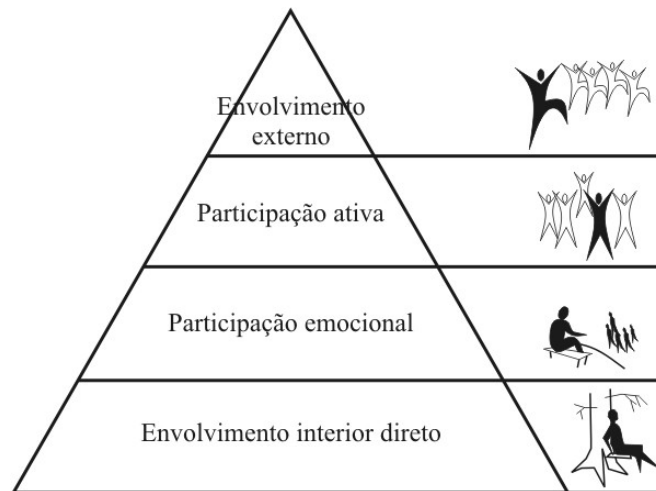 Envolvimento
externo
Participação ativa
Participação emocional
Envolvimento interior direto